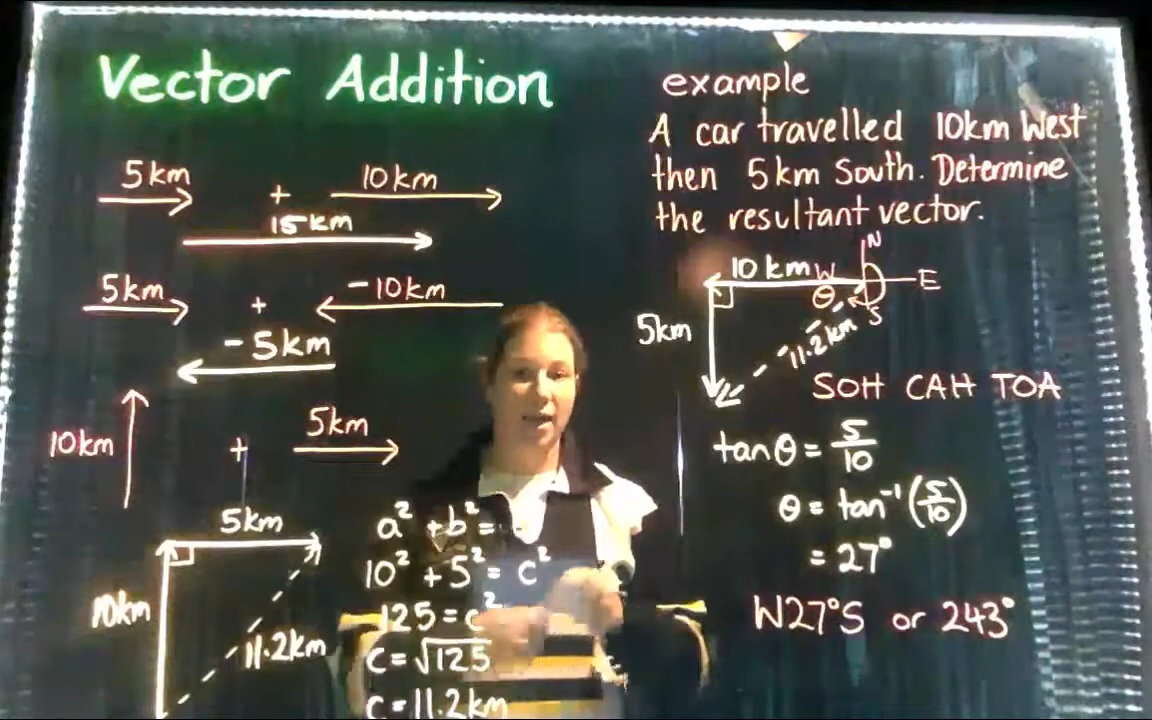 Vector Addition
5km + 10km
15km
5km + -10km
-5km
10km + 5km
5km
10km
11.2km
a² + b² =
10² + 5² = c²
125 = c²
c = √125
c = 11.2km
example
A car travelled 10km West
then 5km South. Determine
the resultant vector.
N
10km W E
θ
S
5km
11.2km
SOH CAH TOA
tanθ = 5/10
θ = tan⁻¹(5/10)
= 27°
W27°S or 243°